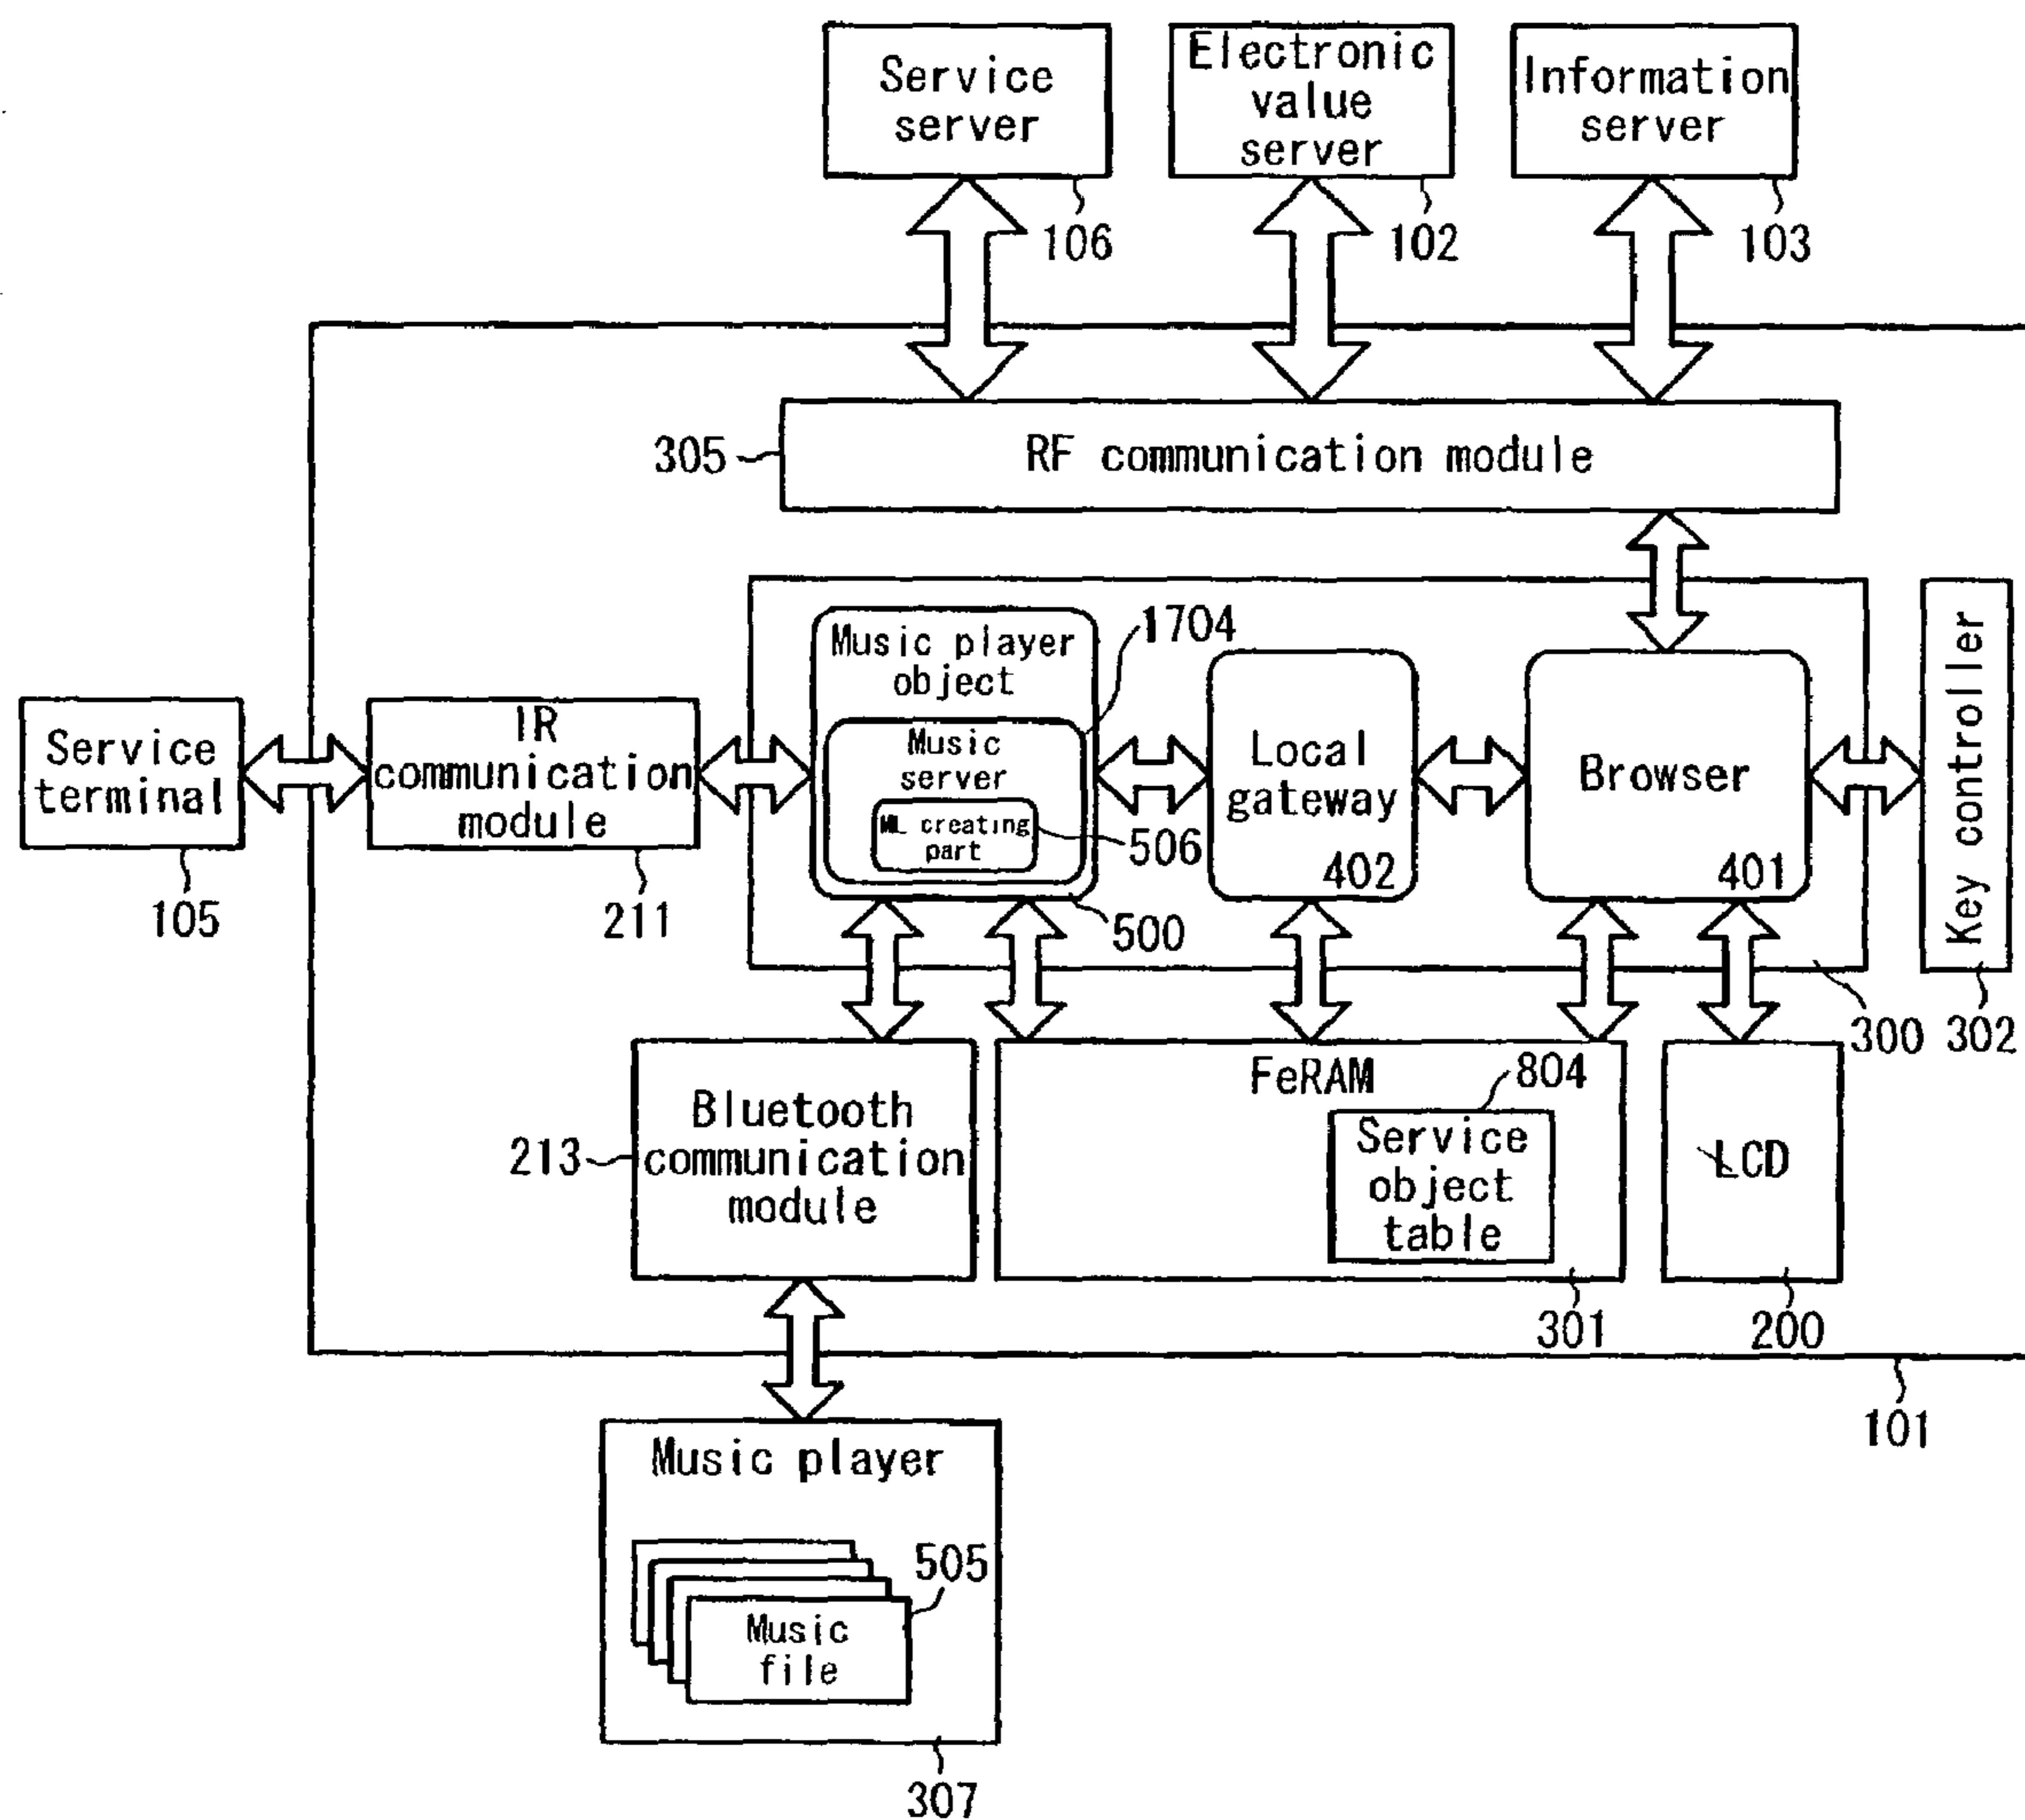 Service
server
106
Electronic
value
server
102
Information
server
103
305
RF communication module
Music player
object
1704
Music
server
ML creating
part
506
500
Local
gateway
402
Browser
401
Key controller
302
300
Service
terminal
105
IR
communication
module
211
213
Bluetooth
communication
module
FeRAM
804
Service
object
table
301
LCD
200
101
Music player
505
Music
file
307